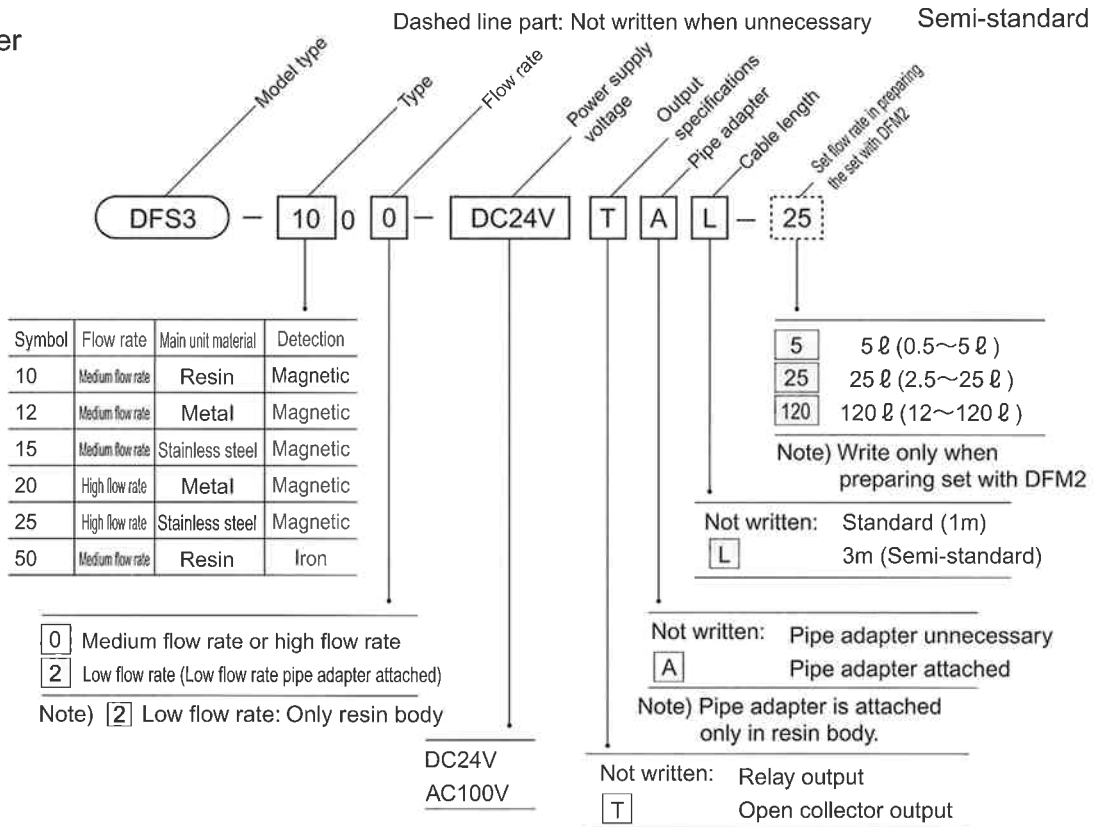 Dashed line part: Not written when unnecessary
Semi-standard
er
Model type
Type
Flow rate
Power supply
voltage
Output
specifications
Pipe adapter
Cable length
Set flow rate in preparing
the set with DFM2
DFS3 — 10 0 0 — DC24V T A L — 25
Symbol Flow rate Main unit material Detection
10 Medium flow rate Resin Magnetic
12 Medium flow rate Metal Magnetic
15 Medium flow rate Stainless steel Magnetic
20 High flow rate Metal Magnetic
25 High flow rate Stainless steel Magnetic
50 Medium flow rate Resin Iron
5 5ℓ (0.5～5ℓ)
25 25ℓ (2.5～25ℓ)
120 120ℓ (12～120ℓ)
Note) Write only when
preparing set with DFM2
Not written: Standard (1m)
L 3m (Semi-standard)
0 Medium flow rate or high flow rate
2 Low flow rate (Low flow rate pipe adapter attached)
Note) 2 Low flow rate: Only resin body
Not written: Pipe adapter unnecessary
A Pipe adapter attached
Note) Pipe adapter is attached
only in resin body.
DC24V
AC100V
Not written: Relay output
T Open collector output